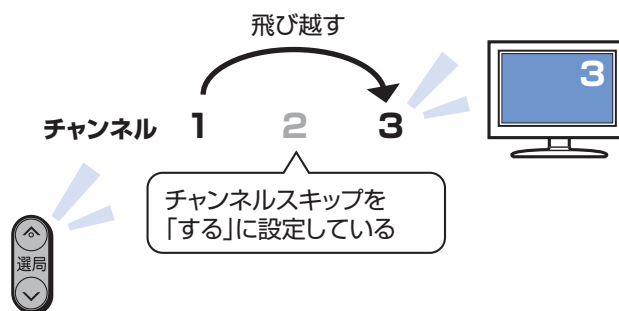 飛び越す
3
チャンネル 1 2 3
チャンネルスキップを
「する」に設定している
選局